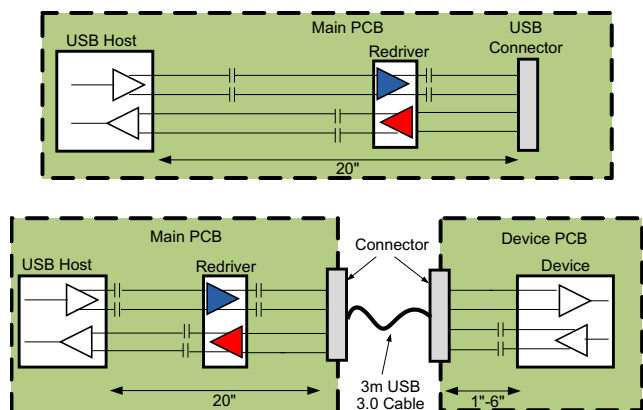 Main PCB
USB
Connector
USB Host
Redriver
20"
Main PCB
Connector
Device PCB
USB Host
Redriver
Device
20"
3m USB
3.0 Cable
1"-6"